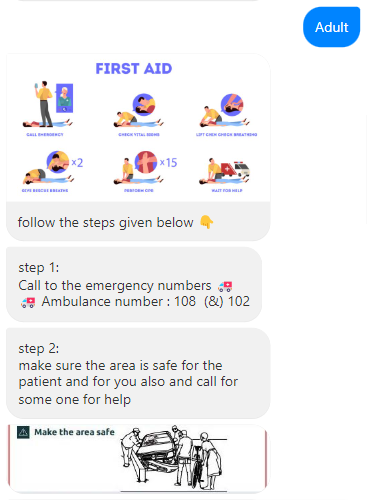 Adult
FIRST AID
CALL EMERGENCY
CHECK VITAL SIGNS
LIFT CHIN CHECK BREATHING
x2
x15
GIVE RESCUE BREATHS
PERFORM CPR
WAIT FOR HELP
follow the steps given below 👇
step 1:
Call to the emergency numbers 🚑
🚑 Ambulance number : 108 (&) 102
step 2:
make sure the area is safe for the
patient and for you also and call for
some one for help
Make the area safe